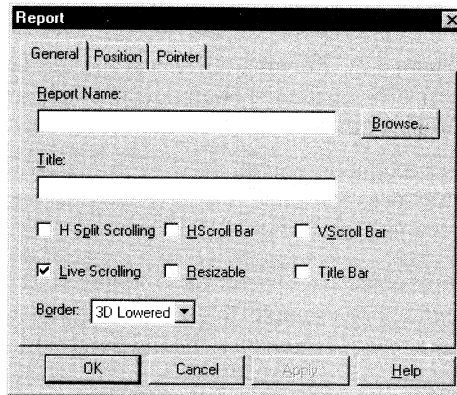 Report
General Position Pointer
Report Name:
Browse...
Title:
H Split Scrolling HScroll Bar VScroll Bar
Live Scrolling Resizable Title Bar
Border: 3D Lowered
OK Cancel Apply Help